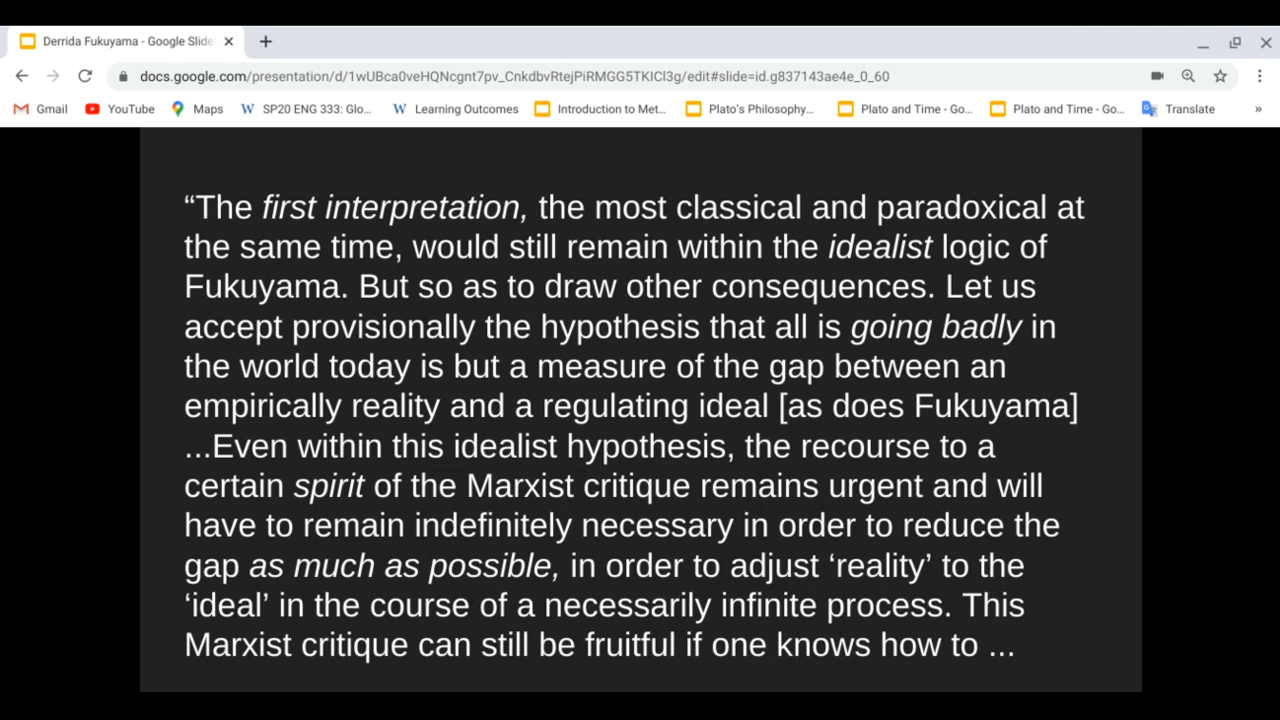 Derrida Fukuyama - Google Slide
docs.google.com/presentation/d/1wUBca0veHQNcgnt7pv_CnkdbvRtejPiRMGG5TKICl3g/edit#slide=id.g837143ae4e_0_60
Gmail YouTube Maps SP20 ENG 333: Glo... Learning Outcomes Introduction to Met... Plato's Philosophy... Plato and Time - Go... Plato and Time - Go... Translate »
“The first interpretation, the most classical and paradoxical at
the same time, would still remain within the idealist logic of
Fukuyama. But so as to draw other consequences. Let us
accept provisionally the hypothesis that all is going badly in
the world today is but a measure of the gap between an
empirically reality and a regulating ideal [as does Fukuyama]
...Even within this idealist hypothesis, the recourse to a
certain spirit of the Marxist critique remains urgent and will
have to remain indefinitely necessary in order to reduce the
gap as much as possible, in order to adjust ‘reality’ to the
‘ideal’ in the course of a necessarily infinite process. This
Marxist critique can still be fruitful if one knows how to ...